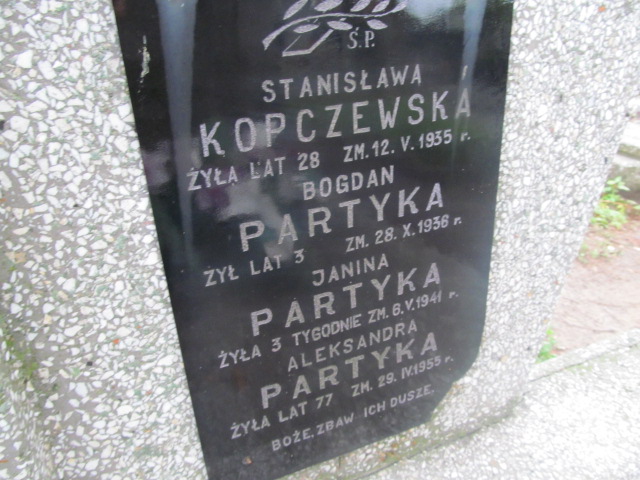 Ś.P.
STANISŁAWA
KOPCZEWSKA
ŻYŁA LAT 28 ZM. 12. V. 1935 r.
BOGDAN
PARTYKA
ŻYŁ LAT 3 ZM. 28. X. 1936 r.
JANINA
PARTYKA
ŻYŁA 3 TYGODNIE ZM. 6. V. 1941 r.
ALEKSANDRA
PARTYKA
ŻYŁA LAT 77 ZM. 29. IV. 1955 r.
BOŻE, ZBAW ICH DUSZE.